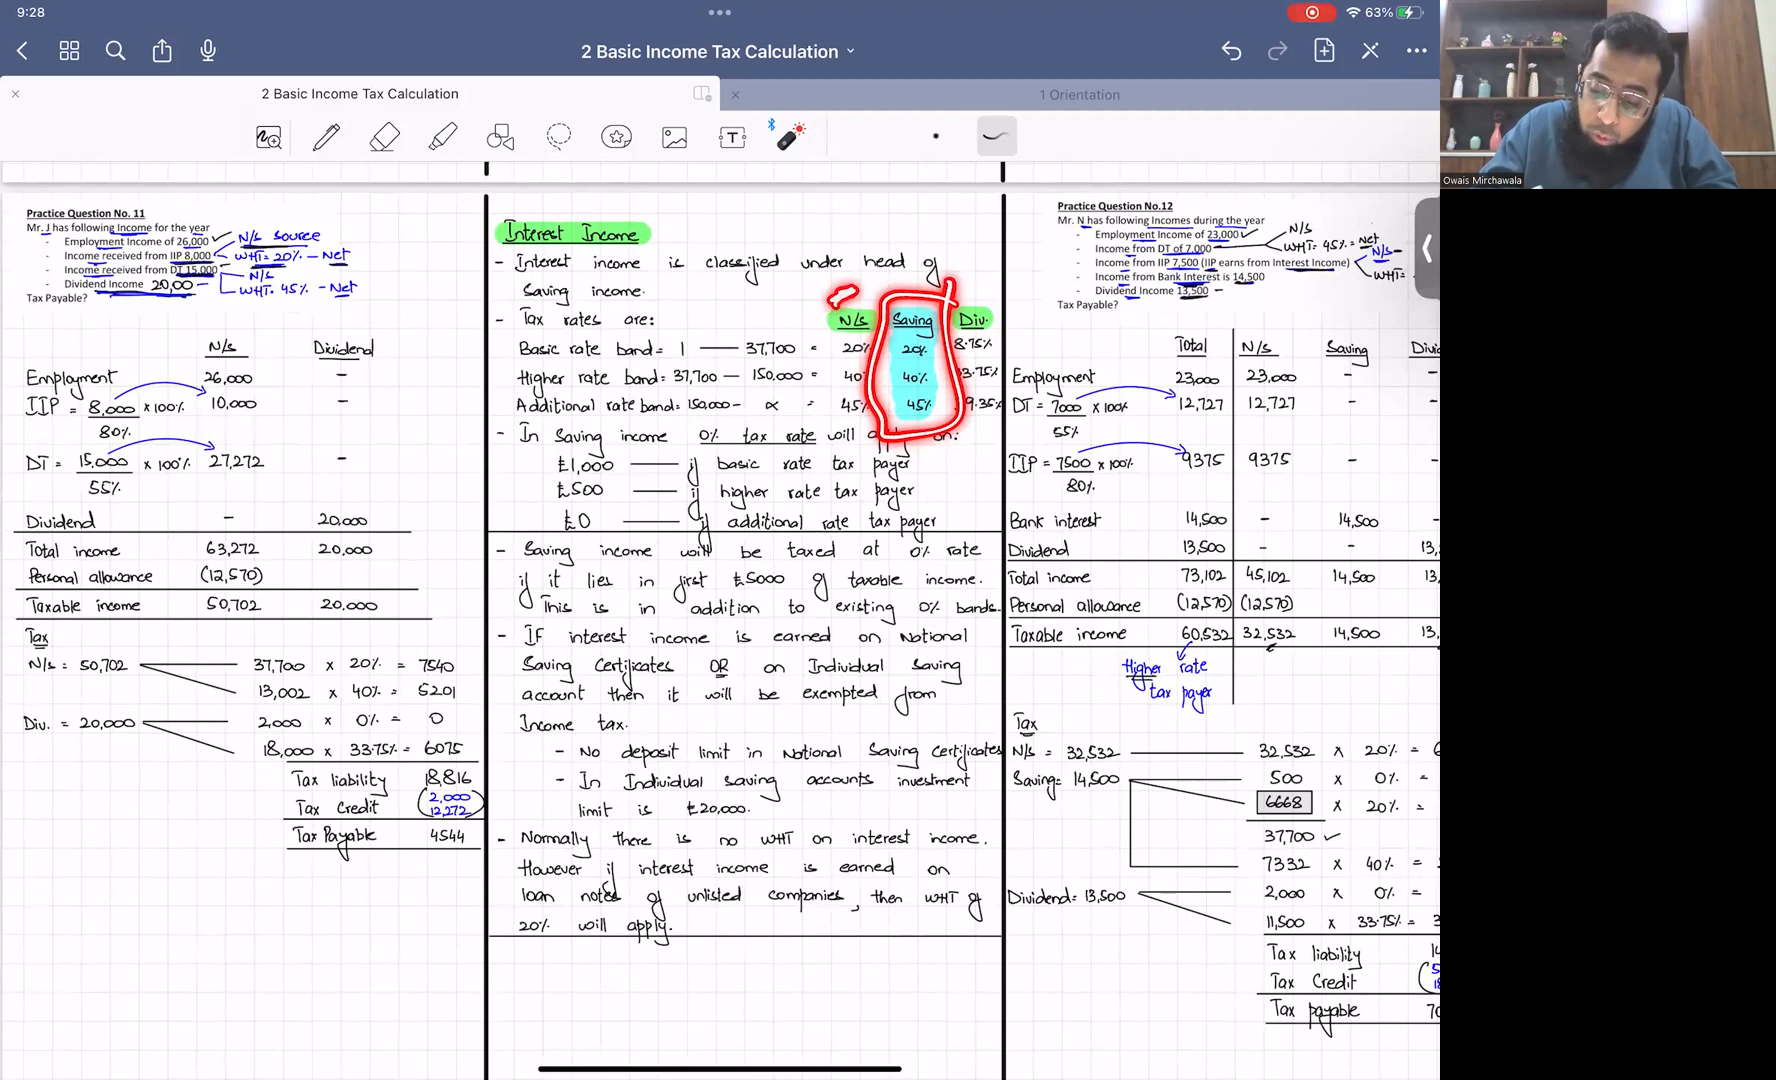 9:28
63%
2 Basic Income Tax Calculation
2 Basic Income Tax Calculation
1 Orientation
Owais Mirchawala
Practice Question No. 11
Mr. J has following Income for the year
- Employment Income of 26,000
- Income received from IIP 8,000
- Income received from DT 15,000
- Dividend Income 20,00
Tax Payable?
N/S Source
WHT = 20% — Net
N/S
WHT 45% - Net
N/S Dividend
Employment 26,000 -
IIP = 8,000 x 100% 10,000 -
80%
DT = 15,000 x 100% 27,272 -
55%
Dividend - 20,000
Total income 63,272 20,000
Personal allowance (12,570)
Taxable income 50,702 20,000
Tax
N/S = 50,702 37,700 x 20% = 7540
13,002 x 40% = 5201
Div. = 20,000 2,000 x 0% = 0
18,000 x 33.75% = 6075
Tax liability 18,816
Tax Credit (2,000
12,272)
Tax Payable 4544
Interest Income
- Interest income is classified under head of
Saving income.
- Tax rates are: N/S Saving Div.
Basic rate band = 1 — 37,700 = 20% 20% 8.75%
Higher rate band = 37,700 — 150,000 = 40% 3.75%
Additional rate band = 150,000 - ∝ = 45% 45% 9.35%
- In Saving income 0% tax rate will on:
£1,000 — if basic rate tax payer
£500 — if higher rate tax payer
£0 — if additional rate tax payer
- Saving income will be taxed at 0% rate
if it lies in first £5000 of taxable income.
This is in addition to existing 0% bands.
- IF interest income is earned on National
Saving Certificates OR on Individual Saving
account then it will be exempted from
Income tax.
- No deposit limit in National Saving Certificates
- In Individual saving accounts investment
limit is £20,000.
- Normally there is no WHT on interest income.
However if interest income is earned on
loan notes of unlisted companies, then WHT of
20% will apply.
Practice Question No.12
Mr. N has following Incomes during the year
- Employment Income of 23,000
- Income from DT of 7,000
- Income from IIP 7,500 (IIP earns from Interest Income)
- Income from Bank Interest is 14,500
- Dividend Income 13,500
Tax Payable?
N/S
WHT = 45% = Net
N/S -
WHT =
Total N/S Saving
Employment 23,000 23,000 - -
DT = 7000 x 100% 12,727 12,727 - -
55%
IIP = 7500 x 100% 9375 9375 - -
80%
Bank interest 14,500 - 14,500 -
Dividend 13,500 - - 13,
Total income 73,102 45,102 14,500 13,
Personal allowance (12,570) (12,570)
Taxable income 60,532 32,532 14,500 13,
Higher rate
tax payer
Tax
N/S = 32,532 32,532 x 20% =
Saving = 14,500 500 x 0% =
6668 x 20% =
37,700
7332 x 40% =
Dividend = 13,500 2,000 x 0% =
11,500 x 33.75% = 3
Tax liability
Tax Credit
Tax payable 70